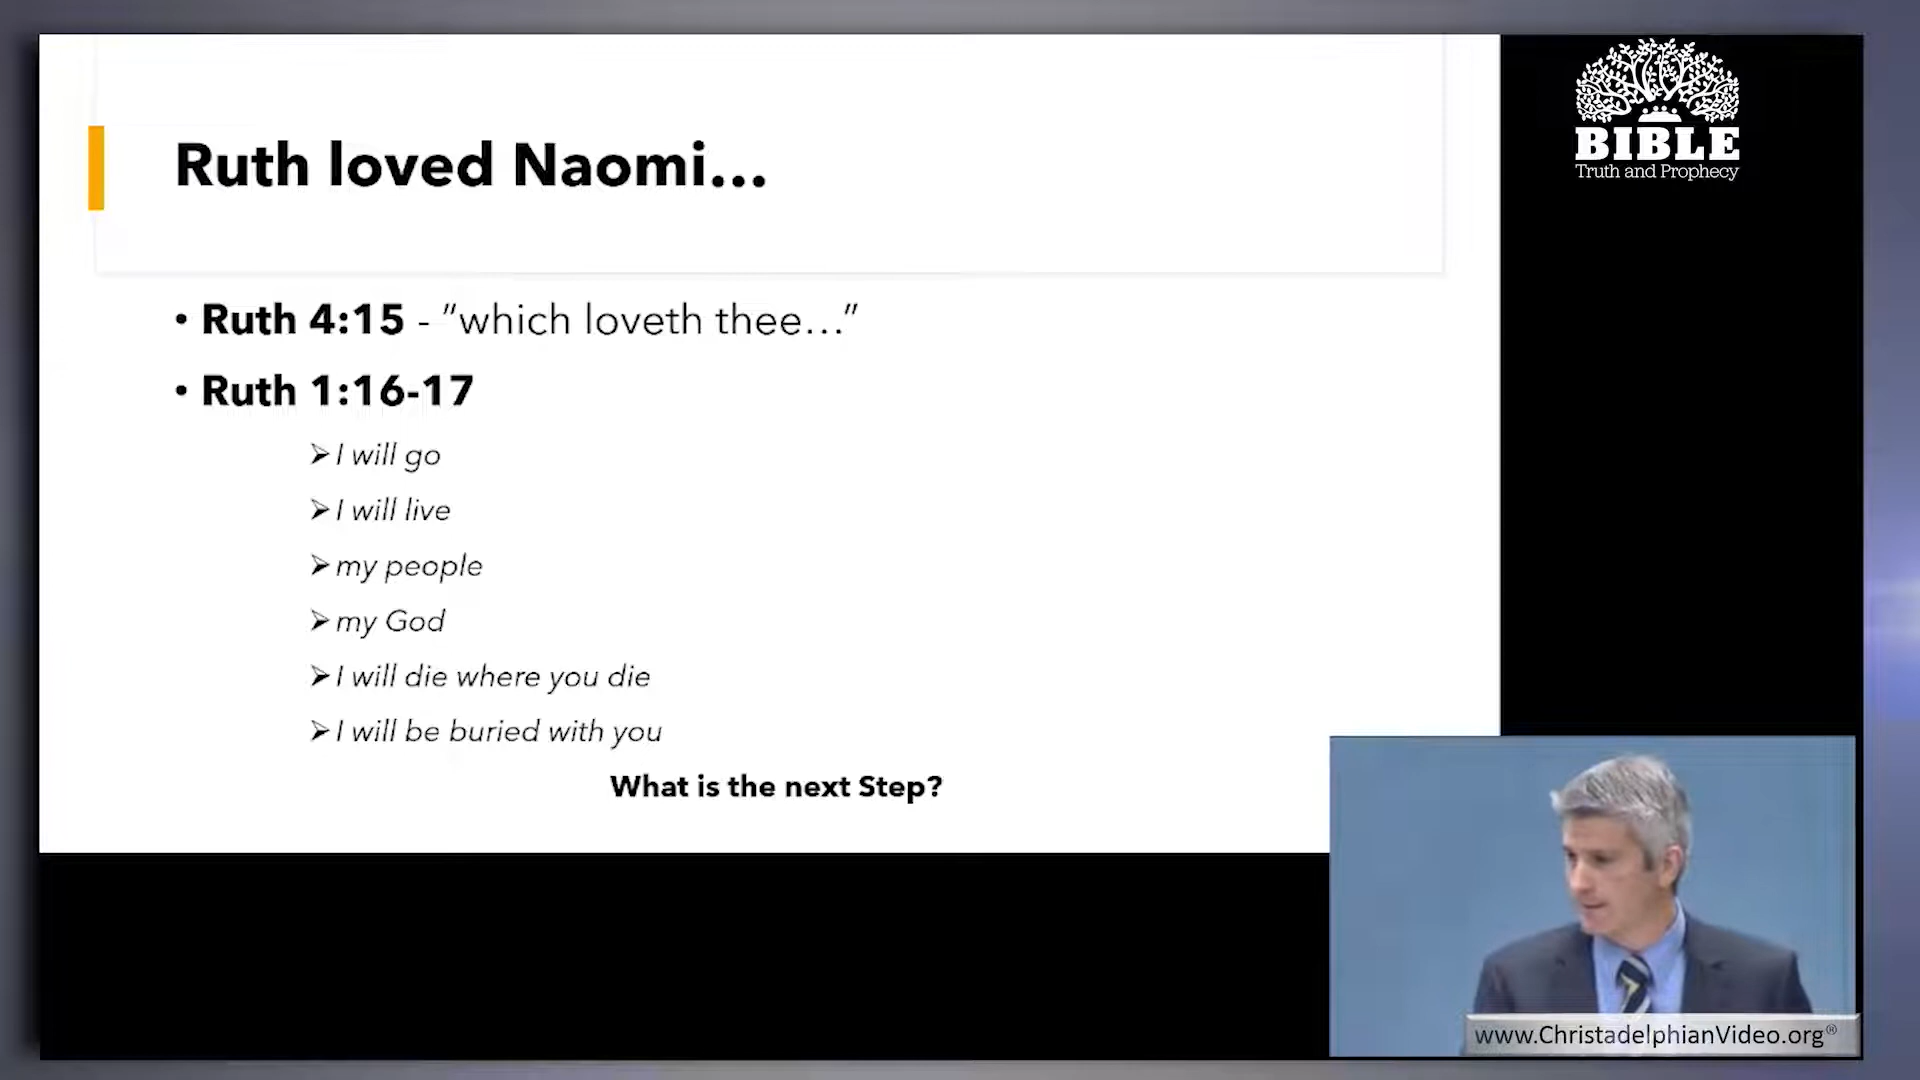 Ruth loved Naomi...
• Ruth 4:15 - "which loveth thee..."
• Ruth 1:16-17
➢ I will go
➢ I will live
➢ my people
➢ my God
➢ I will die where you die
➢ I will be buried with you
What is the next Step?
BIBLE
Truth and Prophecy
www.ChristadelphianVideo.org®